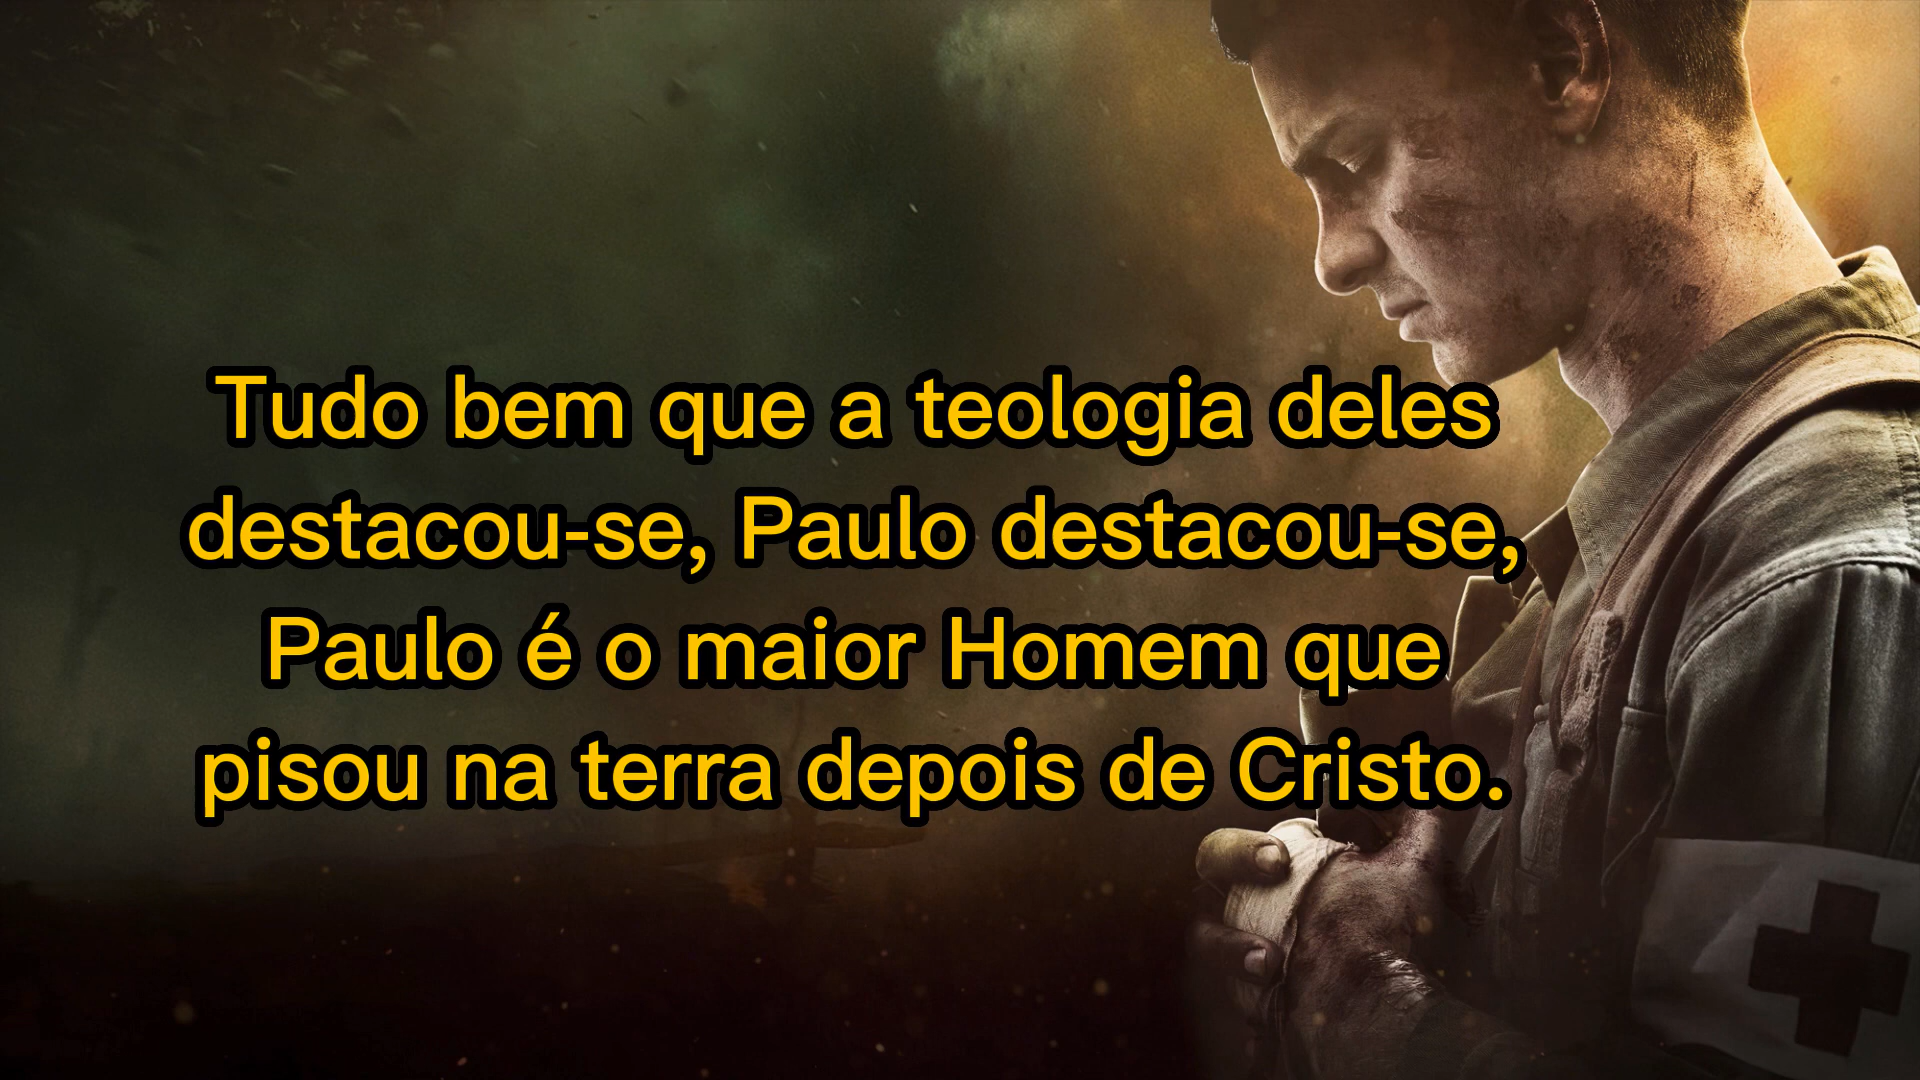 Tudo bem que a teologia deles
destacou-se, Paulo destacou-se,
Paulo é o maior Homem que
pisou na terra depois de Cristo.